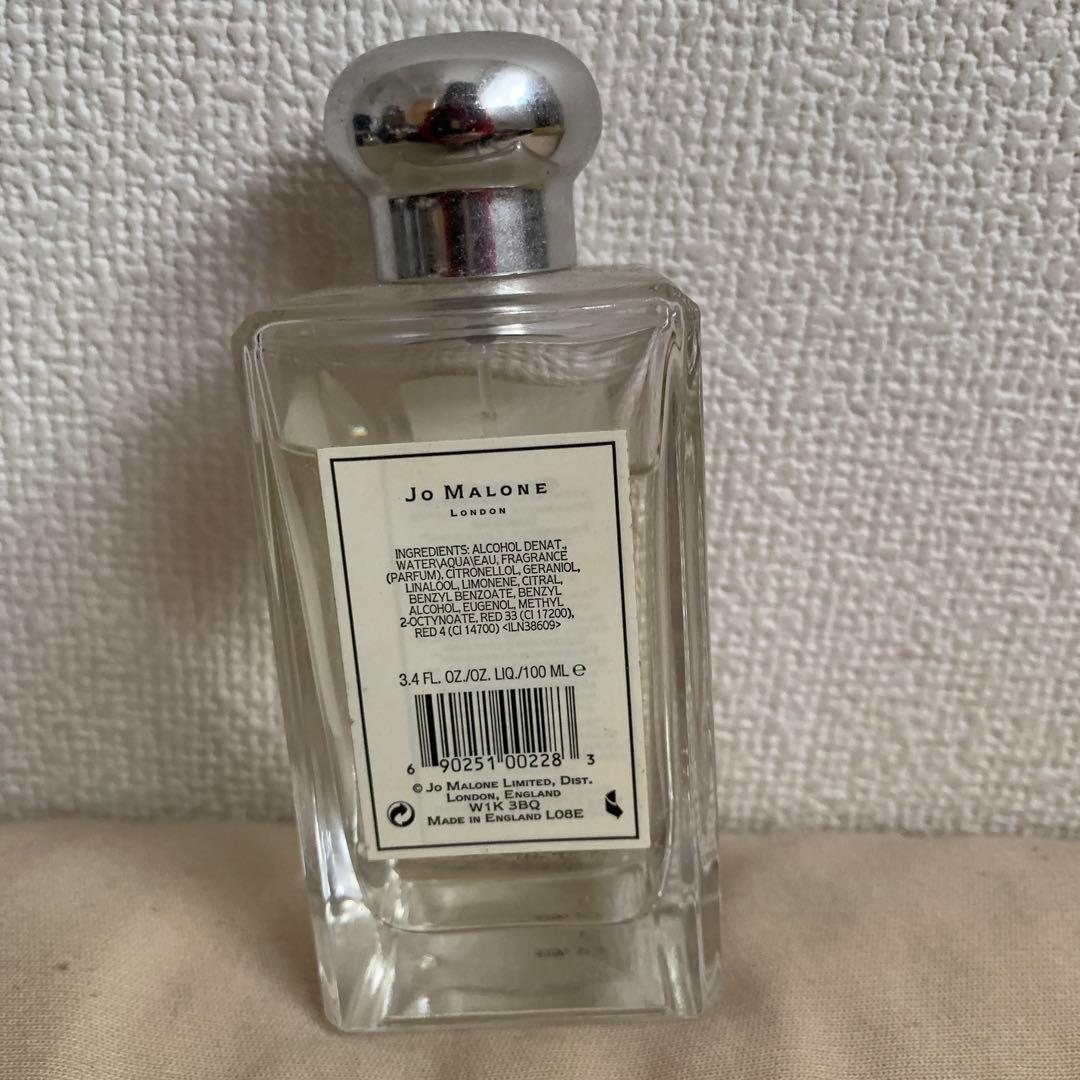 JO MALONE
LONDON
INGREDIENTS: ALCOHOL DENAT.,
WATER\AQUA\EAU, FRAGRANCE
(PARFUM), CITRONELLOL, GERANIOL,
LINALOOL, LIMONENE, CITRAL,
BENZYL BENZOATE, BENZYL
ALCOHOL, EUGENOL, METHYL
2-OCTYNOATE, RED 33 (CI 17200),
RED 4 (CI 14700) <ILN38609>
3.4 FL. OZ./OZ. LIQ./100 ML ℮
6 90251 00228 3
© JO MALONE LIMITED, DIST.
LONDON, ENGLAND
W1K 3BQ
MADE IN ENGLAND L08E